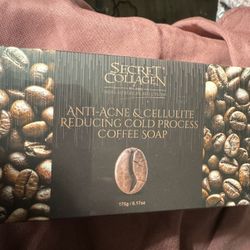 SECRET
COLLAGEN
ANTI-ACNE & CELLULITE
REDUCING COLD PROCESS
COFFEE SOAP
175g / 6.17oz